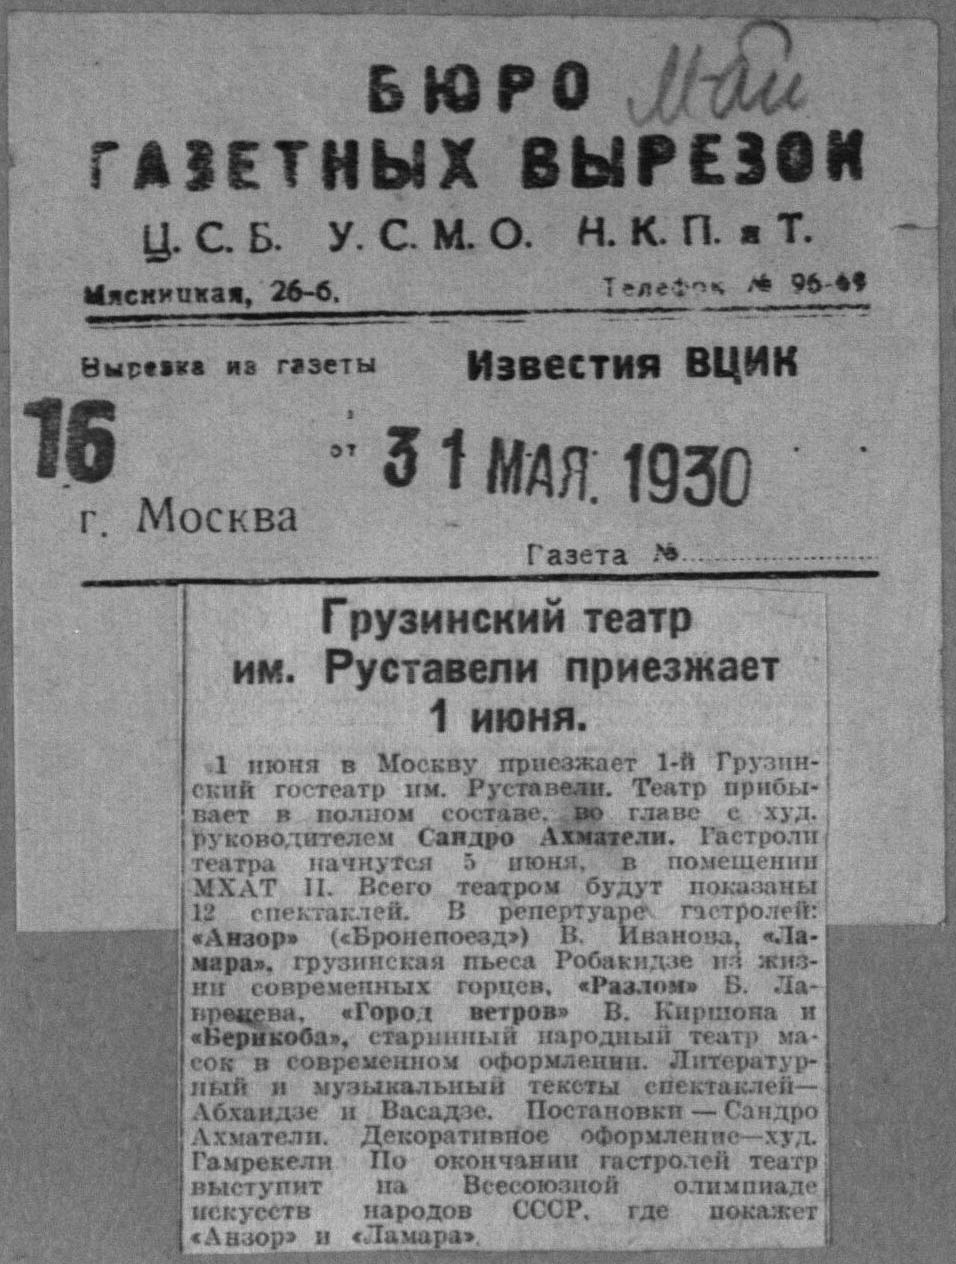 Май
БЮРО
ГАЗЕТНЫХ ВЫРЕЗОК
Ц. С. Б. У. С. М. О. Н. К. П. и Т.
Мясницкая, 26-б. Телефон № 96-69
Вырезка из газеты Известия ВЦИК
16
от 31 МАЯ. 1930
г. Москва
Газета №
Грузинский театр
им. Руставели приезжает
1 июня.
1 июня в Москву приезжает 1-й Грузин-
ский гостеатр им. Руставели. Театр прибы-
вает в полном составе, во главе с худ.
руководителем Сандро Ахматели. Гастроли
театра начнутся 5 июня, в помещении
МХАТ II. Всего театром будут показаны
12 спектаклей. В репертуаре гастролей:
«Анзор» («Бронепоезд») В. Иванова, «Ла-
мара», грузинская пьеса Робакидзе из жиз-
ни современных горцев, «Разлом» Б. Ла-
вренева, «Город ветров» В. Киршона и
«Берикоба», старинный народный театр ма-
сок в современном оформлении. Литератур-
ный и музыкальный тексты спектаклей—
Абхаидзе и Васадзе. Постановки — Сандро
Ахматели. Декоративное оформление—худ.
Гамрекели По окончании гастролей театр
выступит на Всесоюзной олимпиаде
искусств народов СССР, где покажет
«Анзор» и «Ламара».